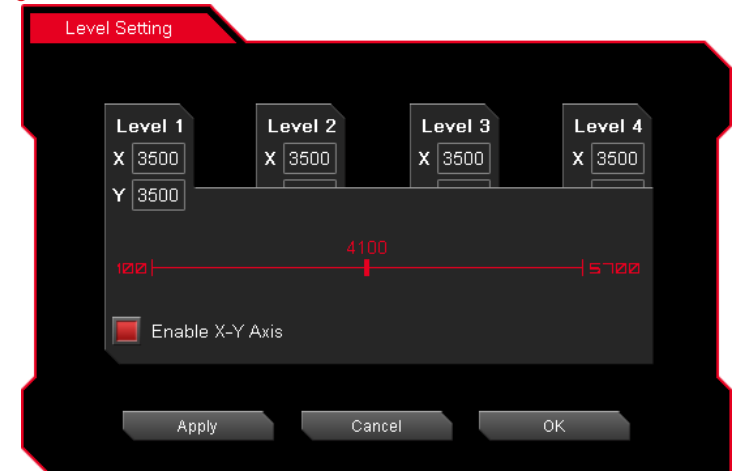 Level Setting
Level 1 Level 2 Level 3 Level 4
X 3500 X 3500 X 3500 X 3500
Y 3500
4100
100 5700
Enable X-Y Axis
Apply Cancel OK